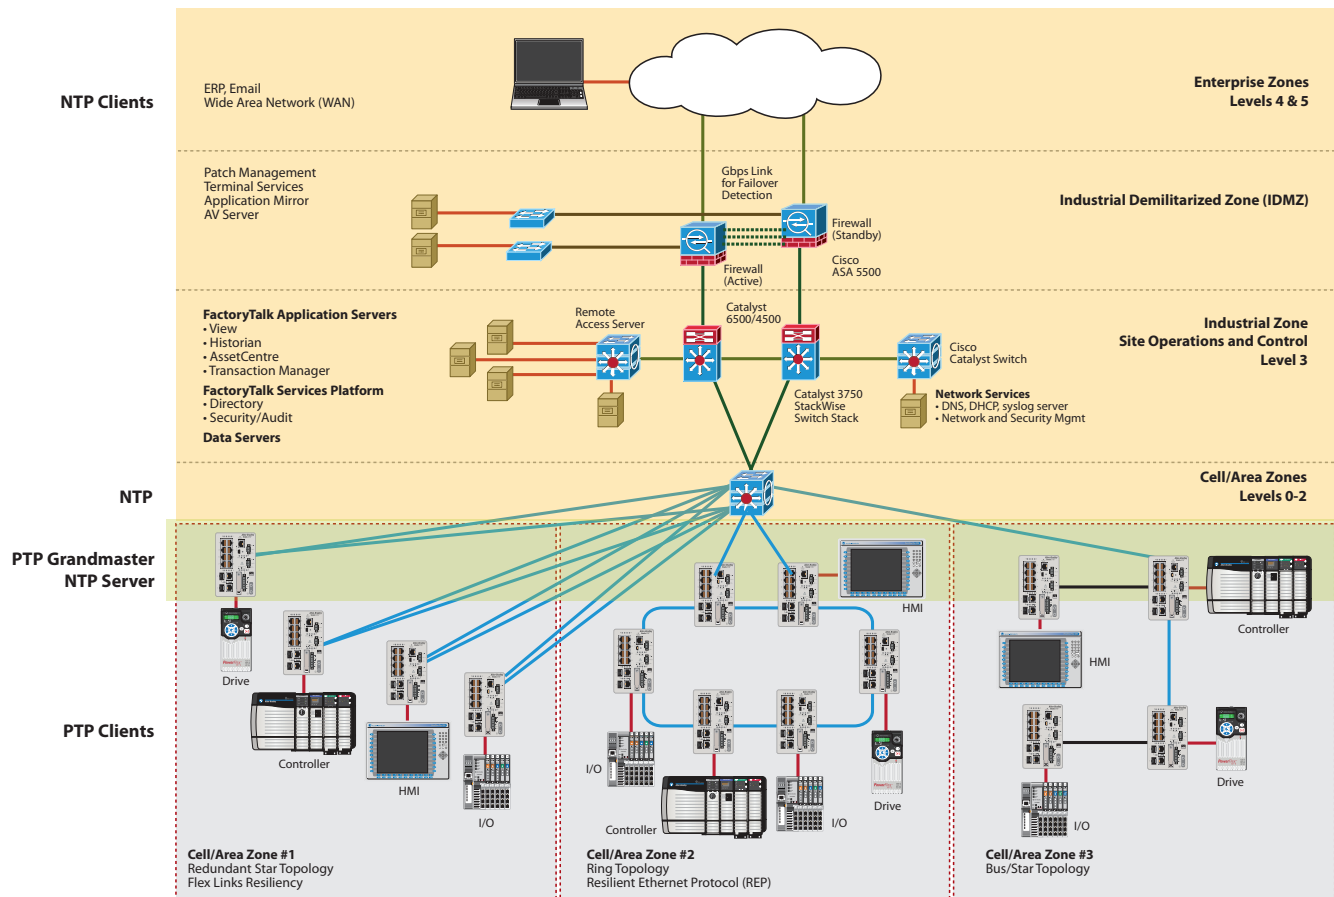 NTP Clients
ERP, Email
Wide Area Network (WAN)
Enterprise Zones
Levels 4 & 5
Patch Management
Terminal Services
Application Mirror
AV Server
Gbps Link
for Failover
Detection
Industrial Demilitarized Zone (IDMZ)
Firewall
(Standby)
Firewall
(Active)
Cisco
ASA 5500
FactoryTalk Application Servers
• View
• Historian
• AssetCentre
• Transaction Manager
FactoryTalk Services Platform
• Directory
• Security/Audit
Data Servers
Remote
Access Server
Catalyst
6500/4500
Industrial Zone
Site Operations and Control
Level 3
Cisco
Catalyst Switch
Catalyst 3750
StackWise
Switch Stack
Network Services
• DNS, DHCP, syslog server
• Network and Security Mgmt
NTP
Cell/Area Zones
Levels 0-2
PTP Grandmaster
NTP Server
HMI
Controller
Drive
HMI
PTP Clients
Controller
HMI
I/O
I/O
Controller
I/O
Drive
Drive
I/O
Cell/Area Zone #1
Redundant Star Topology
Flex Links Resiliency
Cell/Area Zone #2
Ring Topology
Resilient Ethernet Protocol (REP)
Cell/Area Zone #3
Bus/Star Topology